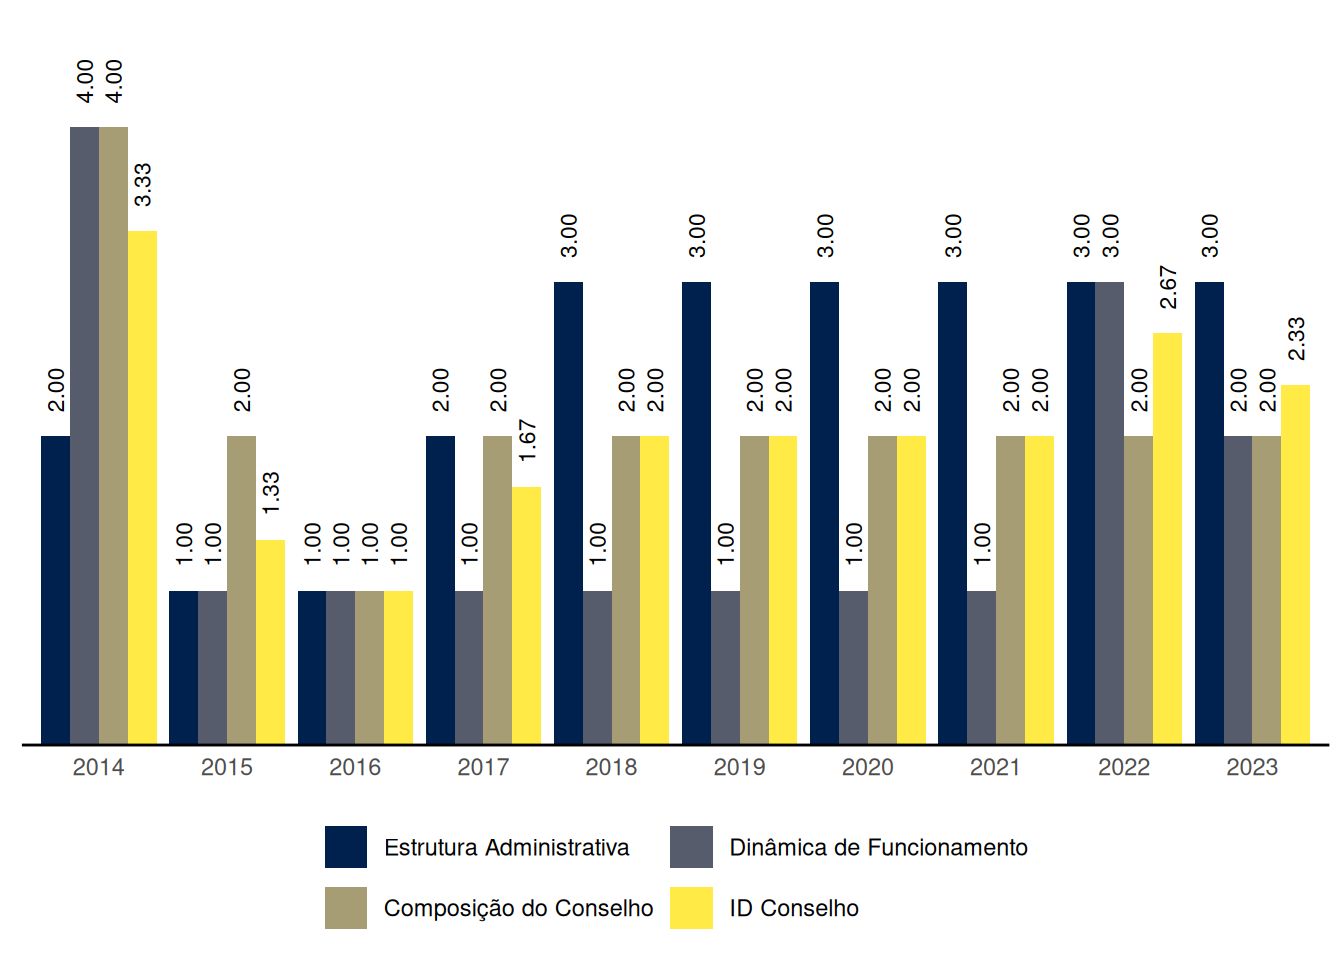 4.00 4.00
3.33
3.00 3.00 3.00 3.00 3.00 3.00 3.00
2.67
2.33
2.00 2.00 2.00 2.00 2.00 2.00 2.00 2.00 2.00 2.00 2.00 2.00 2.00 2.00 2.00
1.67
1.33
1.00 1.00 1.00 1.00 1.00 1.00 1.00 1.00 1.00 1.00 1.00
2014 2015 2016 2017 2018 2019 2020 2021 2022 2023
Estrutura Administrativa Dinâmica de Funcionamento
Composição do Conselho ID Conselho